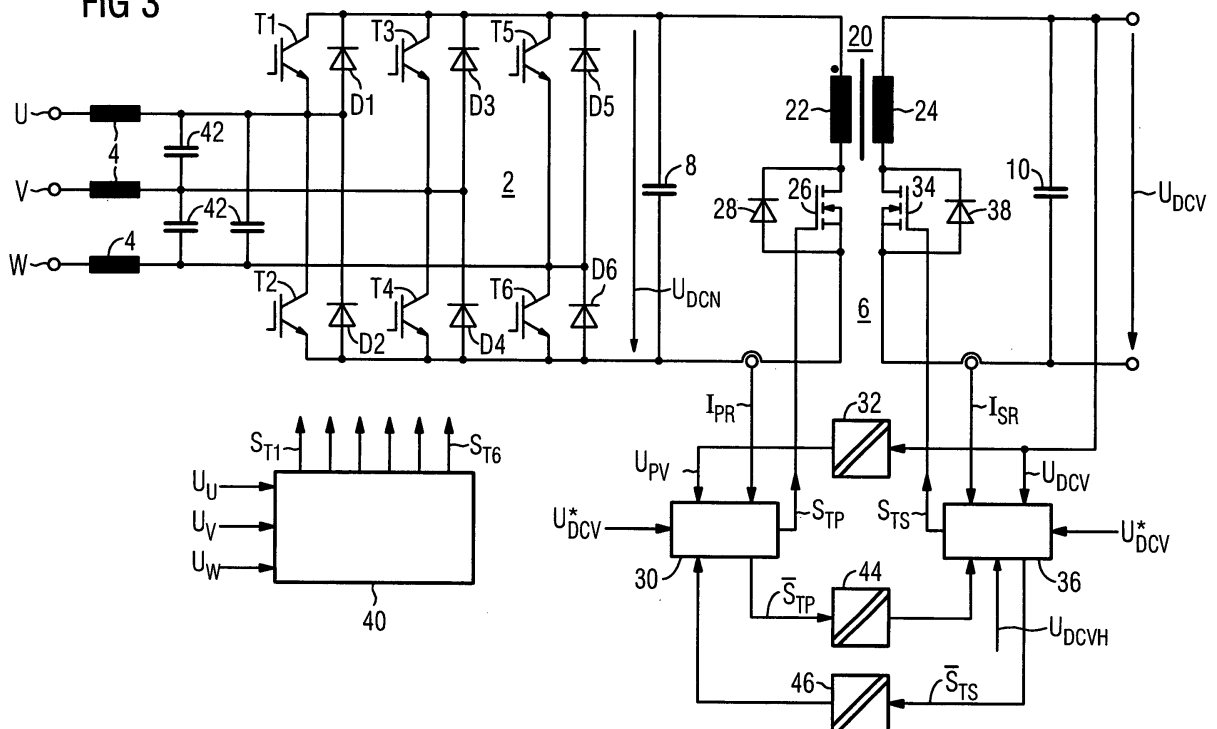 FIG 3
T1
T3
T5
20
D1
D3
D5
U
42
22
24
4
8
10
V
2
26
34
U_DCV
28
38
42
W
4
D6
T2
T4
T6
U_DCN
6
D2
D4
I_PR
32
I_SR
S_T1
S_T6
U_PV
U_DCV
U_U
S_TP
S_TS
U*_DCV
U*_DCV
U_V
U_W
30
44
36
S̅_TP
40
U_DCVH
46
S̅_TS